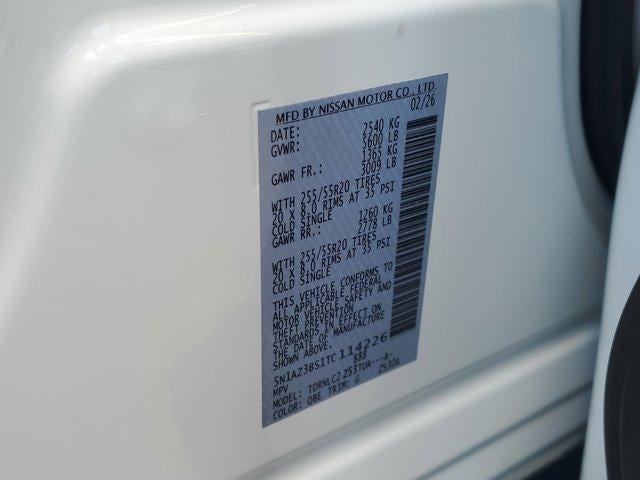 MFD BY NISSAN MOTOR CO., LTD.
DATE: 02/26
GVWR: 2540 KG
5600 LB
GAWR FR.: 1365 KG
3009 LB
WITH 255/55R20 TIRES
20 X 8.0 RIMS AT 35 PSI
COLD SINGLE
GAWR RR.: 1260 KG
2778 LB
WITH 255/55R20 TIRES
20 X 8.0 RIMS AT 35 PSI
COLD SINGLE
THIS VEHICLE CONFORMS TO
ALL APPLICABLE FEDERAL
MOTOR VEHICLE SAFETY AND
THEFT PREVENTION
STANDARDS IN EFFECT ON
THE DATE OF MANUFACTURE
SHOWN ABOVE.
5N1AZ3BS1TC114226
MPV 888
MODEL: TDRNLC2 Z53TUA---A-
COLOR: QBE TRIM: G Z53DA